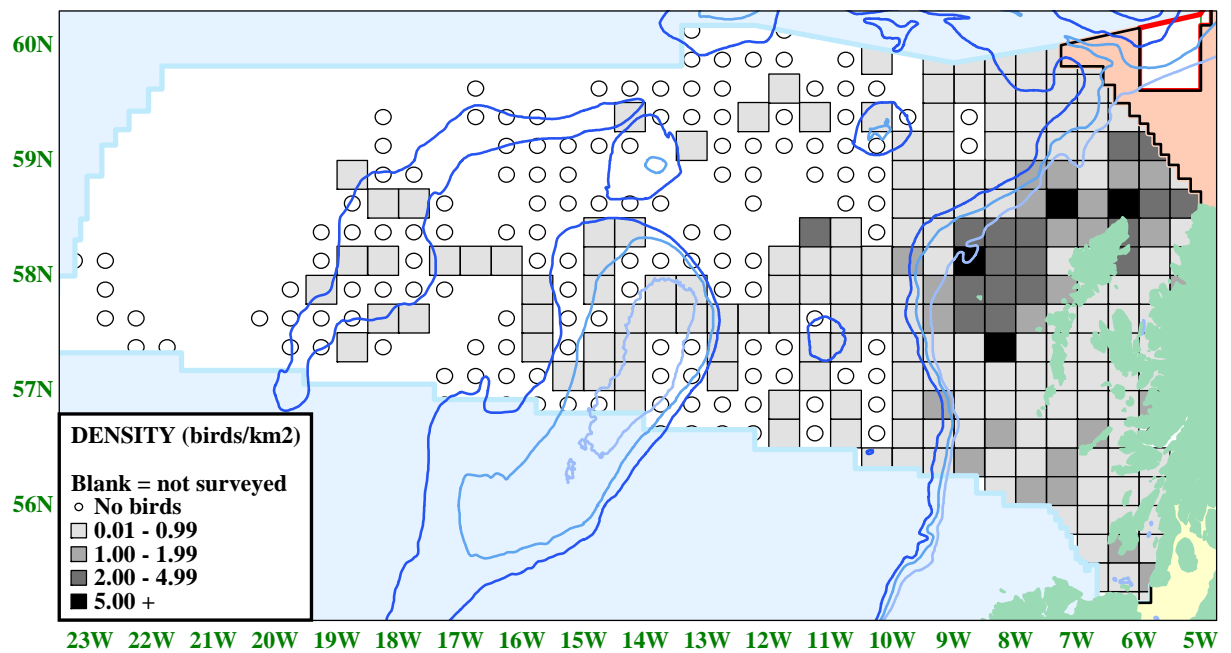 60N
59N
58N
57N
56N
DENSITY (birds/km2)
Blank = not surveyed
No birds
0.01 - 0.99
1.00 - 1.99
2.00 - 4.99
5.00 +
23W 22W 21W 20W 19W 18W 17W 16W 15W 14W 13W 12W 11W 10W 9W 8W 7W 6W 5W